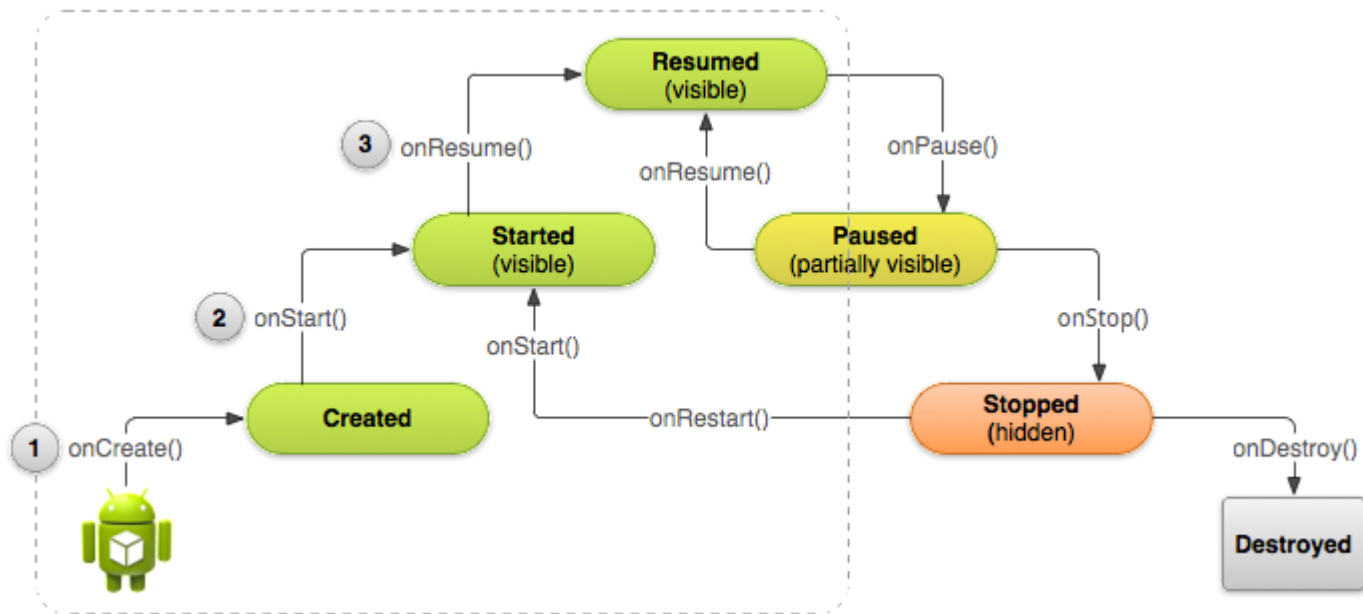 Resumed
(visible)
3
onResume()
onResume()
onPause()
Started
(visible)
Paused
(partially visible)
2
onStart()
onStart()
onStop()
Created
onRestart()
Stopped
(hidden)
1
onCreate()
onDestroy()
Destroyed